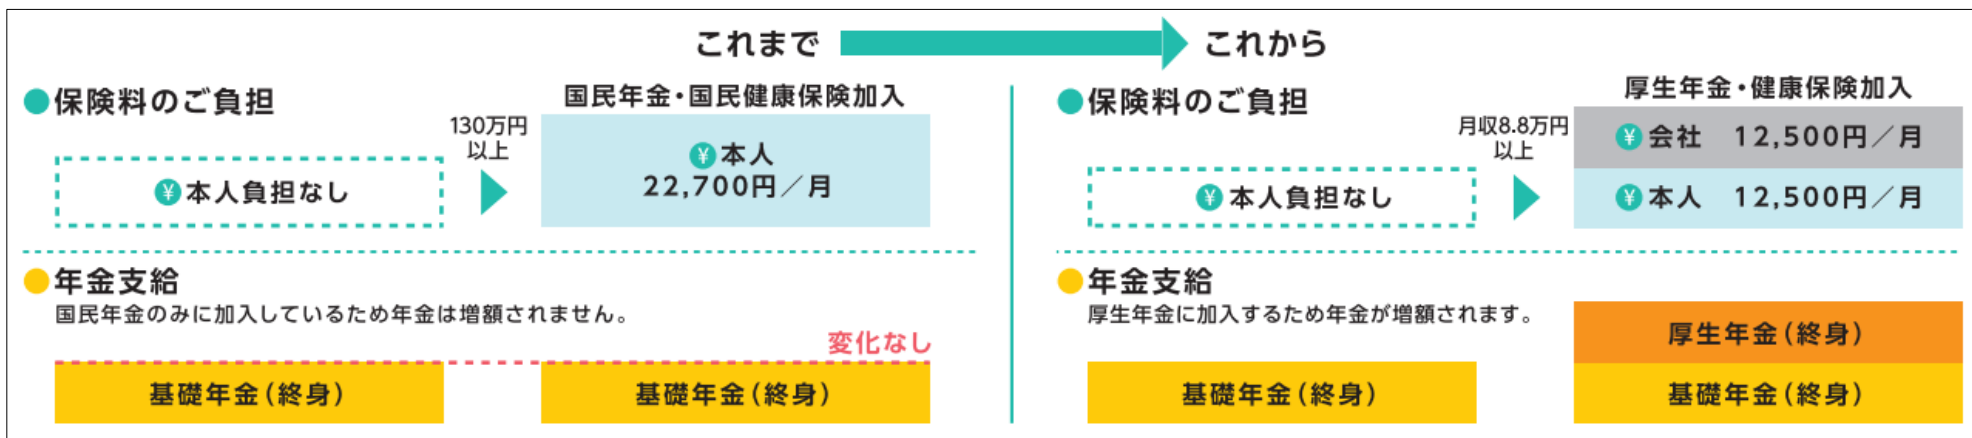 これまで
これから
●保険料のご負担
国民年金・国民健康保険加入
130万円
以上
¥本人負担なし
¥本人
22,700円／月
●年金支給
国民年金のみに加入しているため年金は増額されません。
変化なし
基礎年金(終身)
基礎年金(終身)
●保険料のご負担
厚生年金・健康保険加入
月収8.8万円
以上
¥本人負担なし
¥会社 12,500円／月
¥本人 12,500円／月
●年金支給
厚生年金に加入するため年金が増額されます。
厚生年金(終身)
基礎年金(終身)
基礎年金(終身)